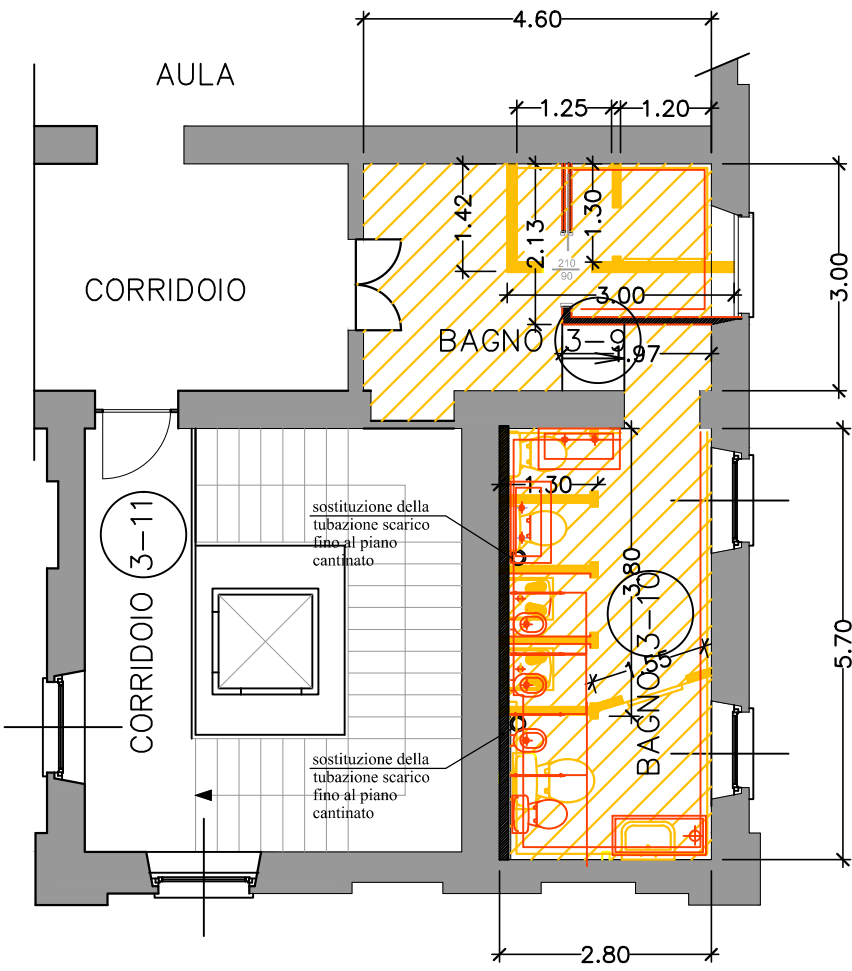 4.60
AULA
1.25
1.20
1.42
2.13
1.30
210
90
3.00
3.00
CORRIDOIO
BAGNO 3-9
1.97
1.30
sostituzione della
tubazione scarico
fino al piano
cantinato
3-11
CORRIDOIO
3.80
1.55
BAGNO 3-10
5.70
sostituzione della
tubazione scarico
fino al piano
cantinato
2.80